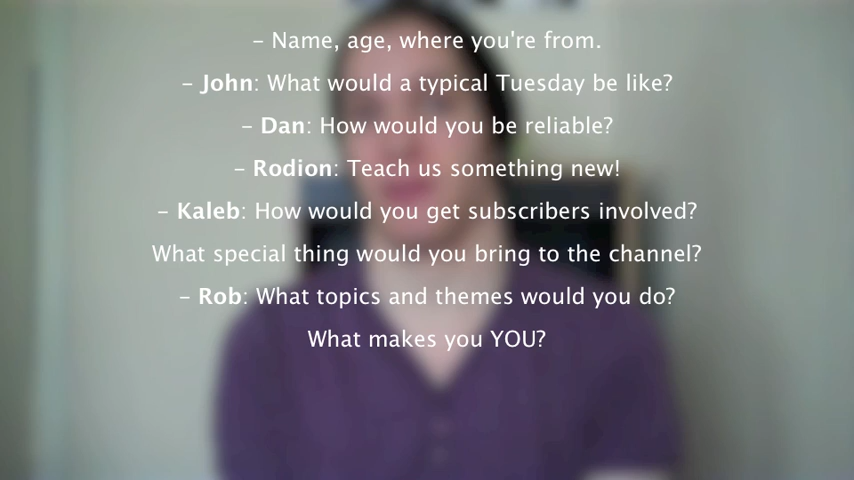 – Name, age, where you're from.
– John: What would a typical Tuesday be like?
– Dan: How would you be reliable?
– Rodion: Teach us something new!
– Kaleb: How would you get subscribers involved?
What special thing would you bring to the channel?
– Rob: What topics and themes would you do?
What makes you YOU?